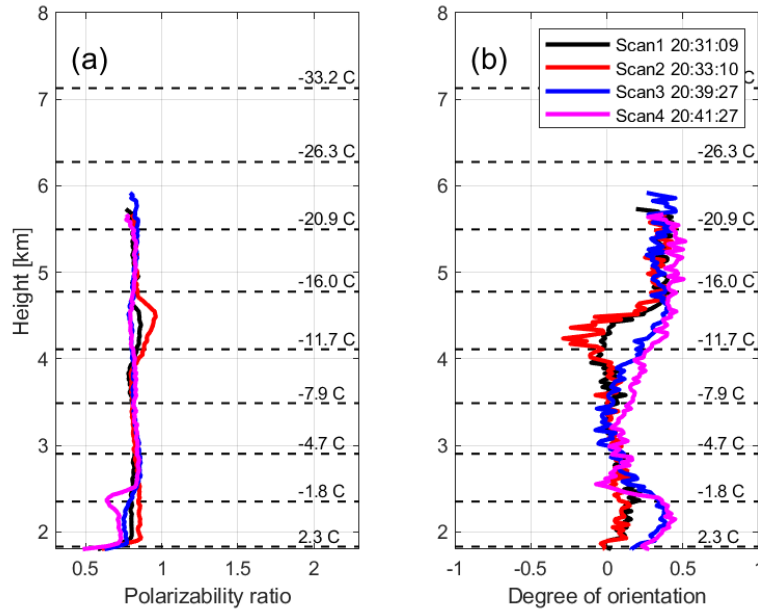 (a)
8
7
6
5
4
3
2
Height [km]
-33.2 C
-26.3 C
-20.9 C
-16.0 C
-11.7 C
-7.9 C
-4.7 C
-1.8 C
2.3 C
0.5 1 1.5 2
Polarizability ratio
(b)
Scan1 20:31:09
Scan2 20:33:10
Scan3 20:39:27
Scan4 20:41:27
8
7
6
5
4
3
2
C
-26.3 C
-20.9 C
-16.0 C
-11.7 C
-7.9 C
-4.7 C
-1.8 C
2.3 C
-1 -0.5 0 0.5 1
Degree of orientation